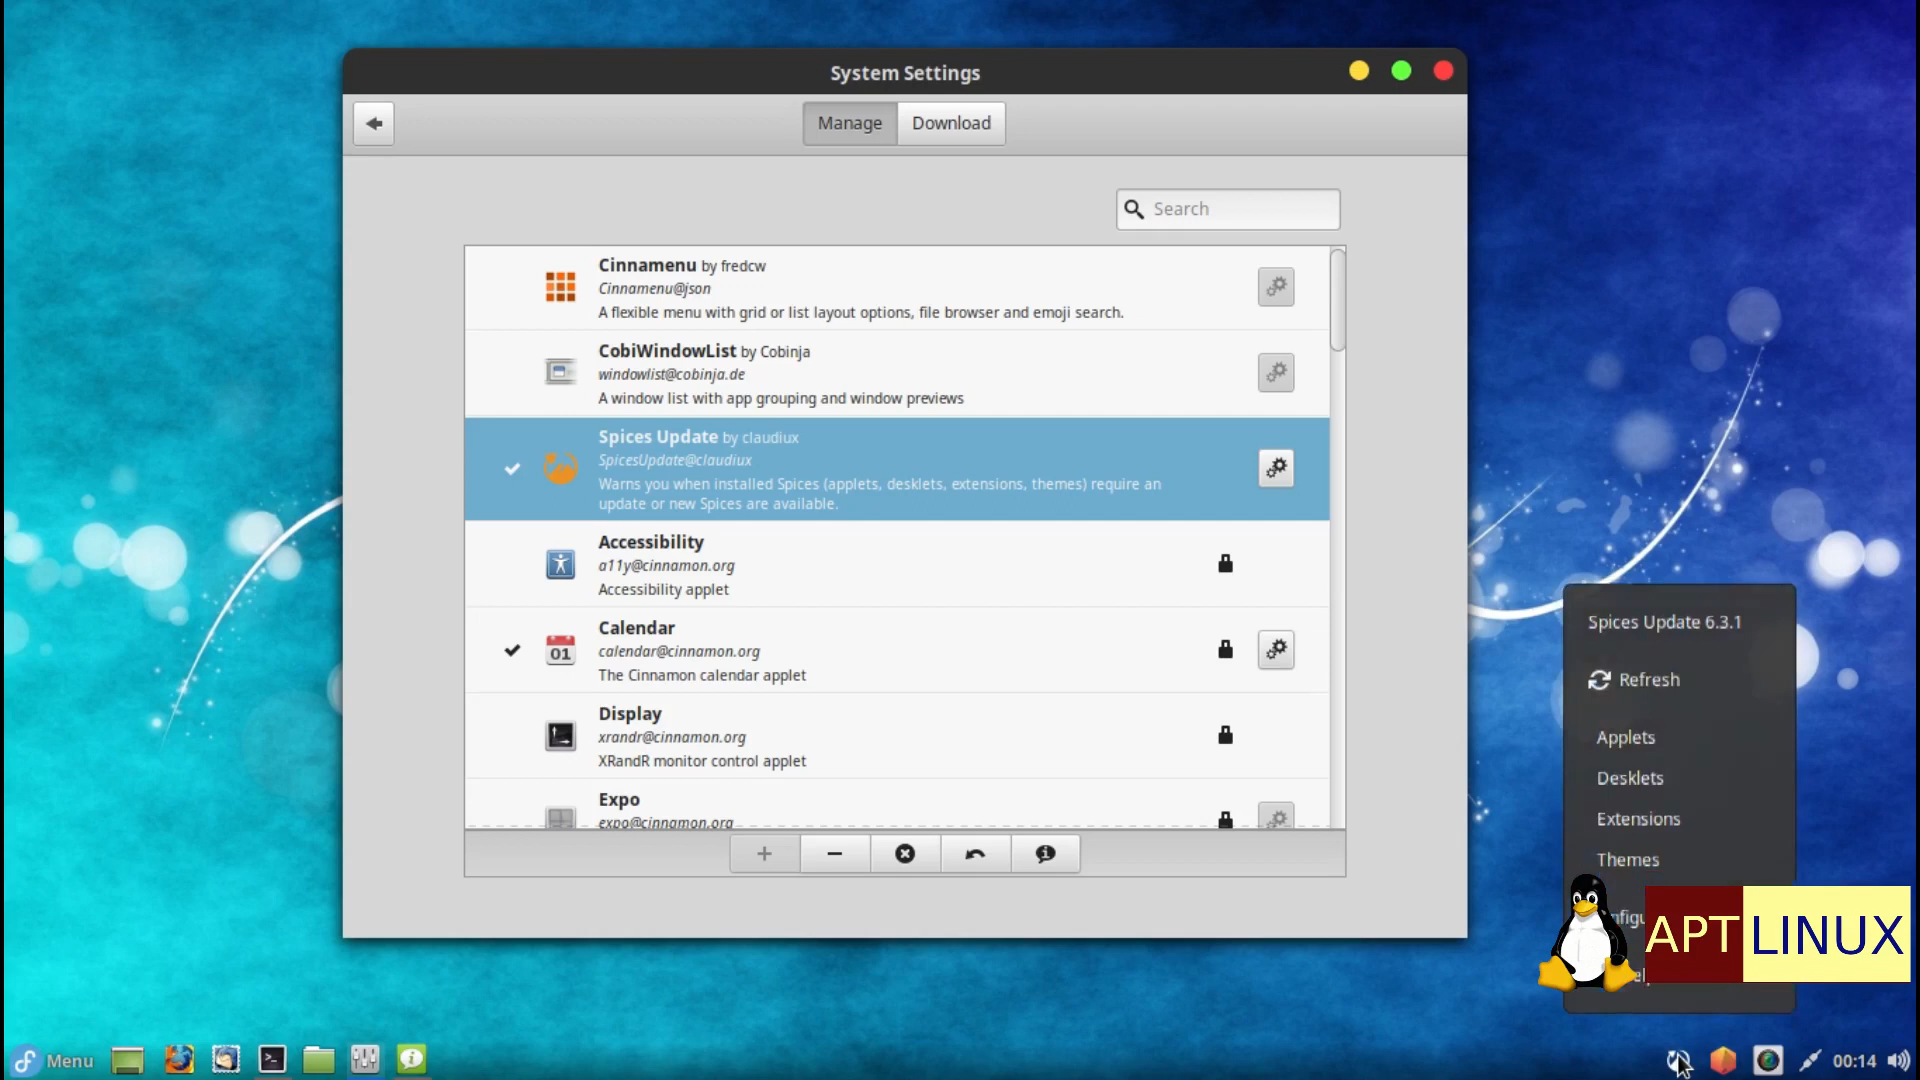 System Settings
Manage
Download
Search
Cinnamenu by fredcw
Cinnamenu@json
A flexible menu with grid or list layout options, file browser and emoji search.
CobiWindowList by Cobinja
windowlist@cobinja.de
A window list with app grouping and window previews
Spices Update by claudiux
SpicesUpdate@claudiux
Warns you when installed Spices (applets, desklets, extensions, themes) require an
update or new Spices are available.
Accessibility
a11y@cinnamon.org
Accessibility applet
01
Calendar
calendar@cinnamon.org
The Cinnamon calendar applet
Display
xrandr@cinnamon.org
XRandR monitor control applet
Expo
expo@cinnamon.org
Spices Update 6.3.1
Refresh
Applets
Desklets
Extensions
Themes
APT LINUX
Menu
00:14